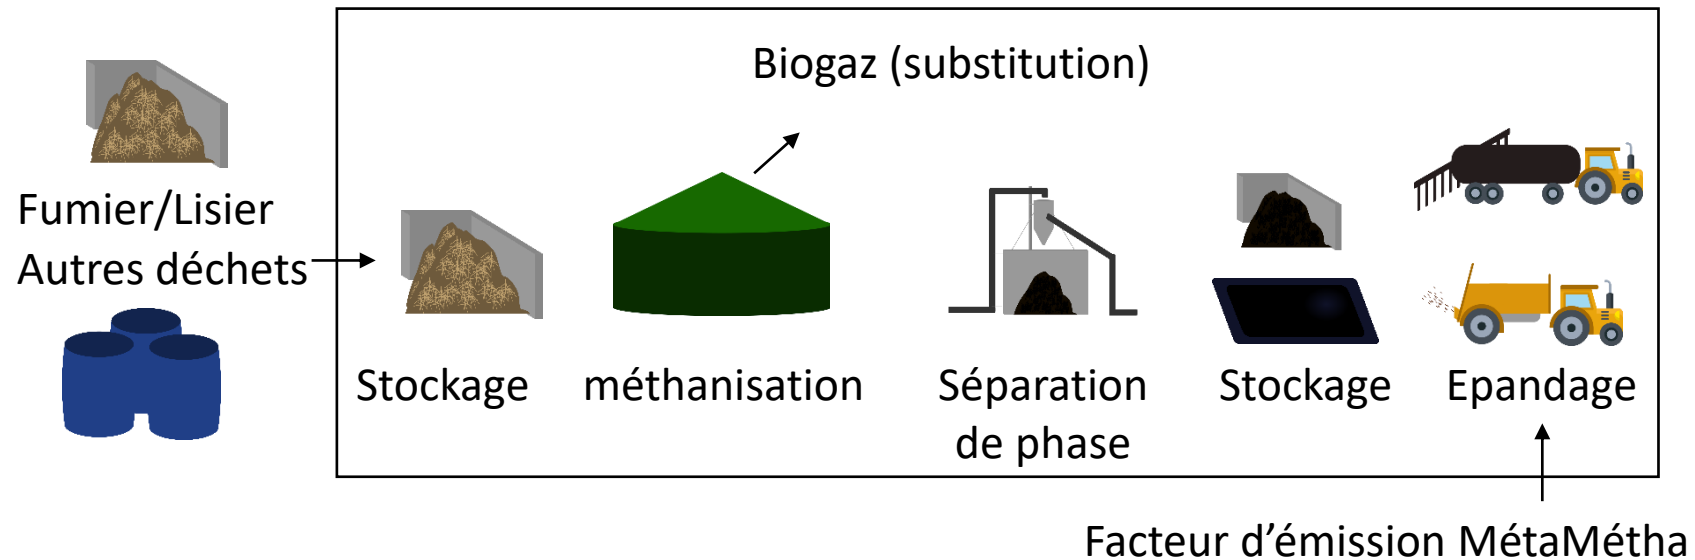 Biogaz (substitution)
Fumier/Lisier
Autres déchets
Stockage
méthanisation
Séparation
de phase
Stockage
Epandage
Facteur d'émission MétaMétha